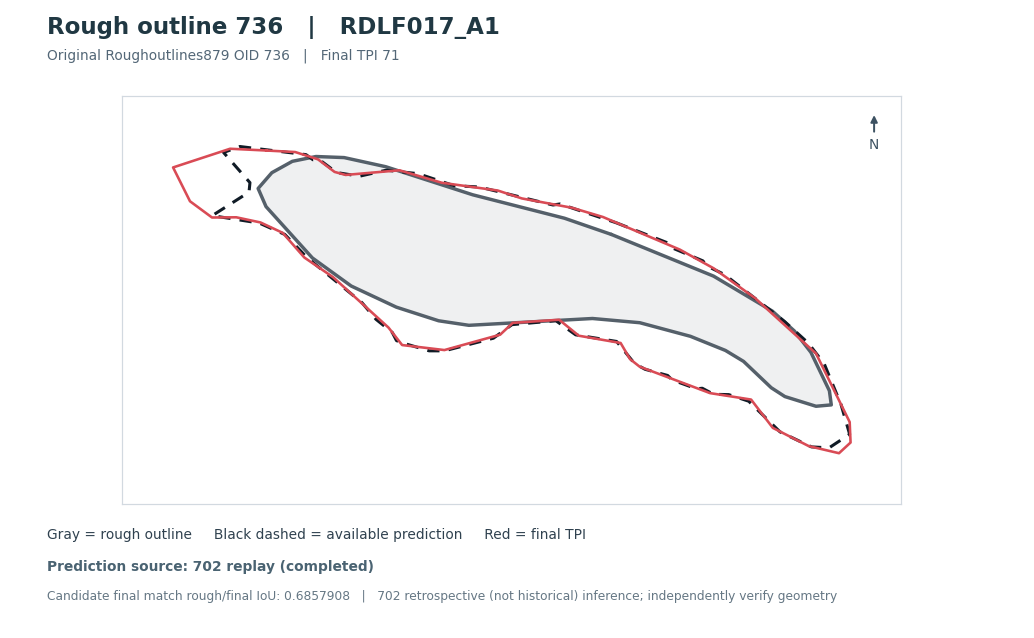 Rough outline 736   |   RDLF017_A1
Original Roughoutlines879 OID 736   |   Final TPI 71
N
Gray = rough outline     Black dashed = available prediction     Red = final TPI
Prediction source: 702 replay (completed)
Candidate final match rough/final IoU: 0.6857908   |   702 retrospective (not historical) inference; independently verify geometry